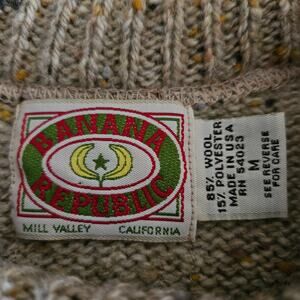 BANANA
REPUBLIC
MILL VALLEY CALIFORNIA
85% WOOL
15% POLYESTER
MADE IN USA
RN 54023
M
SEE REVERSE
FOR CARE